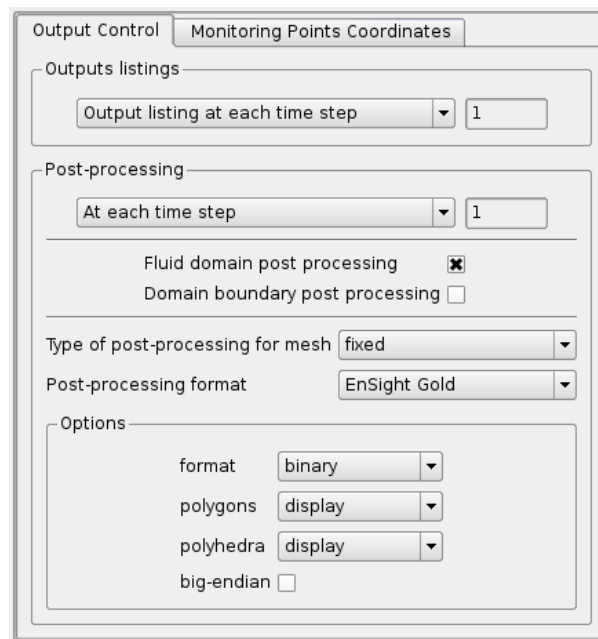 Output Control Monitoring Points Coordinates
Outputs listings
Output listing at each time step 1
Post-processing
At each time step 1
Fluid domain post processing
Domain boundary post processing
Type of post-processing for mesh fixed
Post-processing format EnSight Gold
Options
format binary
polygons display
polyhedra display
big-endian